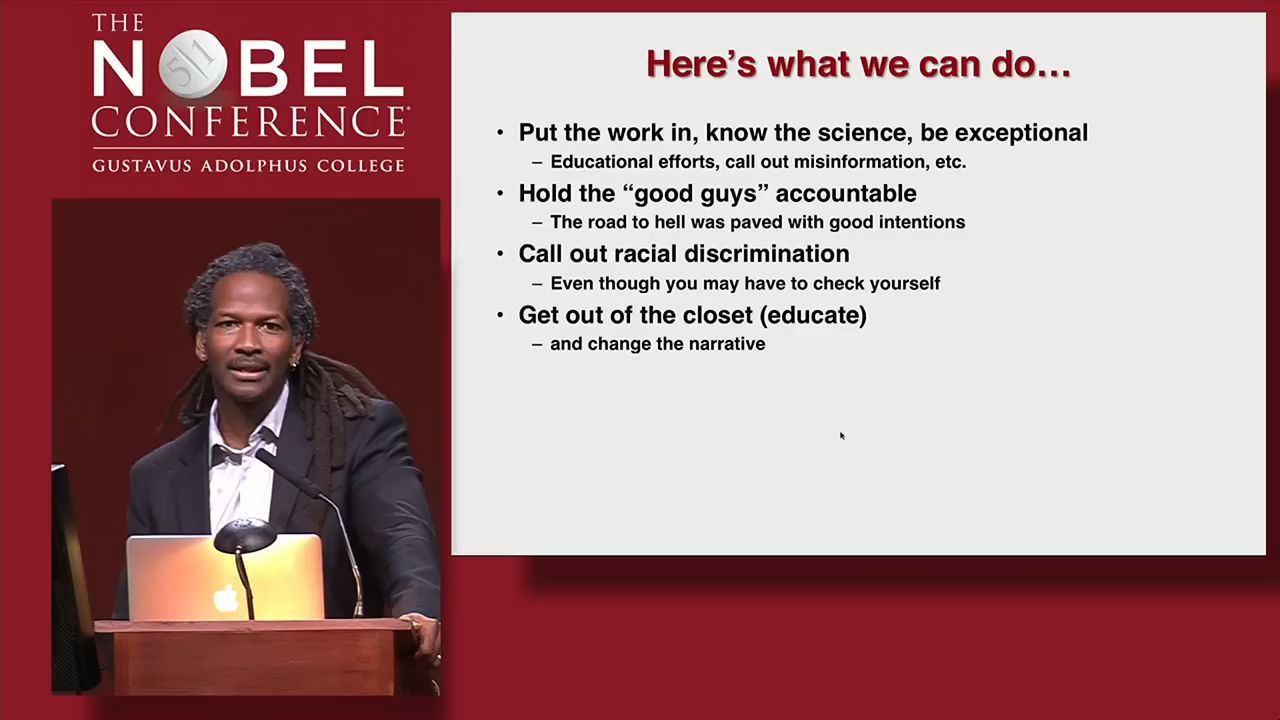 THE
NOBEL
51
CONFERENCE®
GUSTAVUS ADOLPHUS COLLEGE
Here's what we can do…
• Put the work in, know the science, be exceptional
– Educational efforts, call out misinformation, etc.
• Hold the “good guys” accountable
– The road to hell was paved with good intentions
• Call out racial discrimination
– Even though you may have to check yourself
• Get out of the closet (educate)
– and change the narrative